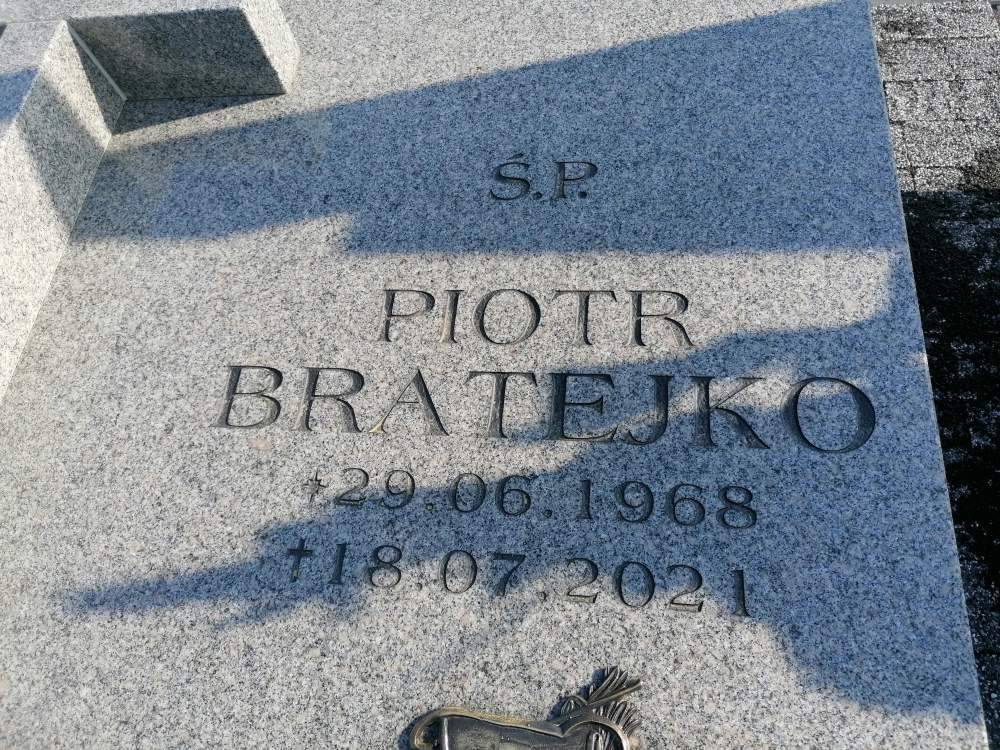 Ś.P.
PIOTR
BRATEJKO
29.06.1968
✝18.07.2021